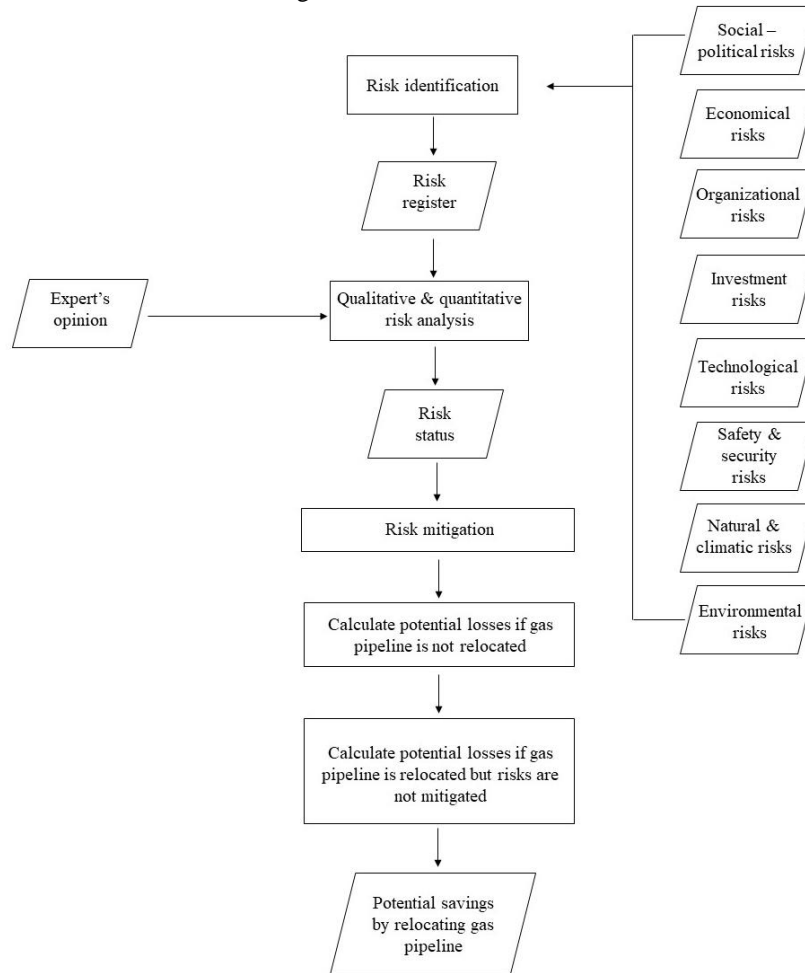 Social –
political risks
Risk identification
Economical
risks
Risk
register
Organizational
risks
Expert’s
opinion
Qualitative & quantitative
risk analysis
Investment
risks
Technological
risks
Risk
status
Safety &
security
risks
Risk mitigation
Natural &
climatic risks
Environmental
risks
Calculate potential losses if gas
pipeline is not relocated
Calculate potential losses if gas
pipeline is relocated but risks are
not mitigated
Potential savings
by relocating gas
pipeline